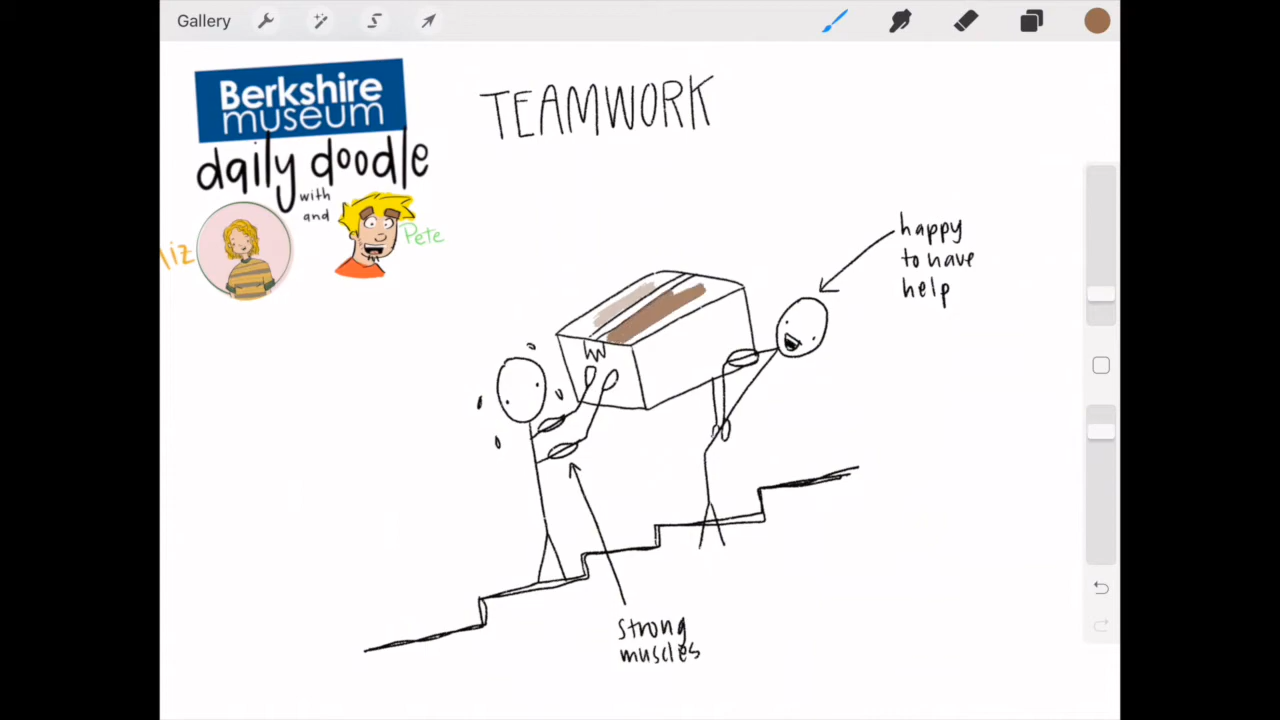 Gallery
Berkshire
museum
daily doodle
with
and
liz
Pete
TEAMWORK
happy
to have
help
strong
muscles